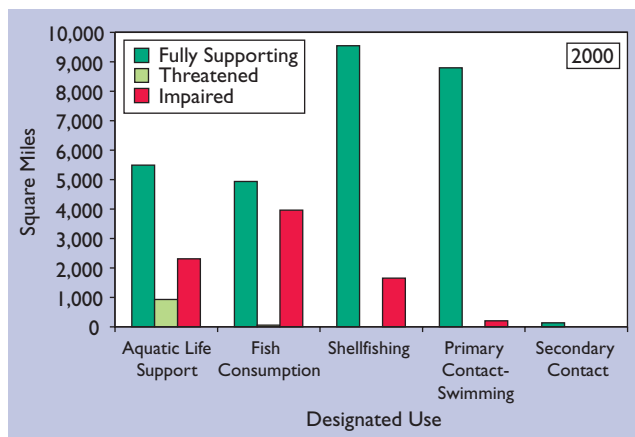 10,000
9,000
8,000
7,000
6,000
5,000
4,000
3,000
2,000
1,000
0
Square Miles
Fully Supporting
Threatened
Impaired
2000
Aquatic Life
Support
Fish
Consumption
Shellfishing
Primary
Contact-
Swimming
Secondary
Contact
Designated Use